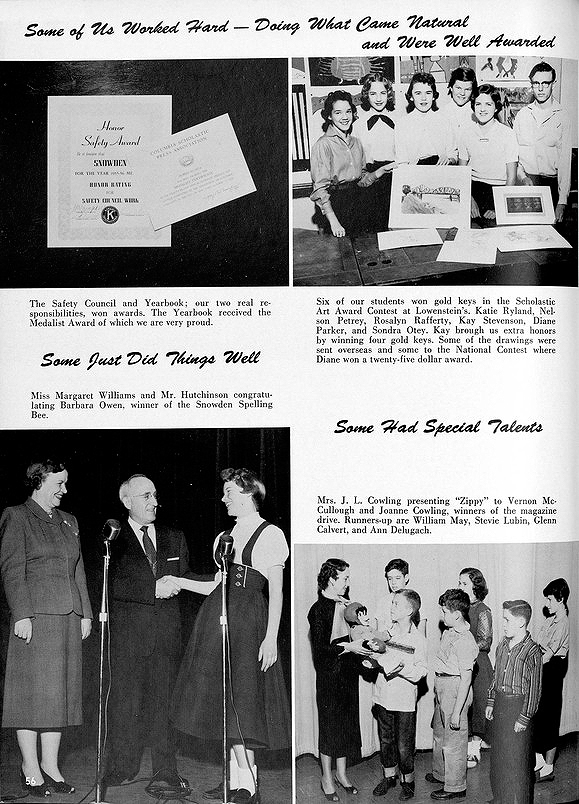 Some of Us Worked Hard — Doing What Came Natural
and Were Well Awarded
Honor
Safety Award
SNOWDEN
HONOR RATING
FOR
SAFETY COUNCIL WORK
K
COLUMBIA SCHOLASTIC
PRESS ASSOCIATION
The Safety Council and Yearbook; our two real re-
sponsibilities, won awards. The Yearbook received the
Medalist Award of which we are very proud.
Six of our students won gold keys in the Scholastic
Art Award Contest at Lowenstein's. Katie Ryland, Nel-
son Petrey, Rosalyn Rafferty, Kay Stevenson, Diane
Parker, and Sondra Otey. Kay brough us extra honors
by winning four gold keys. Some of the drawings were
sent overseas and some to the National Contest where
Diane won a twenty-five dollar award.
Some Just Did Things Well
Miss Margaret Williams and Mr. Hutchinson congratu-
lating Barbara Owen, winner of the Snowden Spelling
Bee.
Some Had Special Talents
Mrs. J. L. Cowling presenting "Zippy" to Vernon Mc-
Cullough and Joanne Cowling, winners of the magazine
drive. Runners-up are William May, Stevie Lubin, Glenn
Calvert, and Ann Delugach.
56